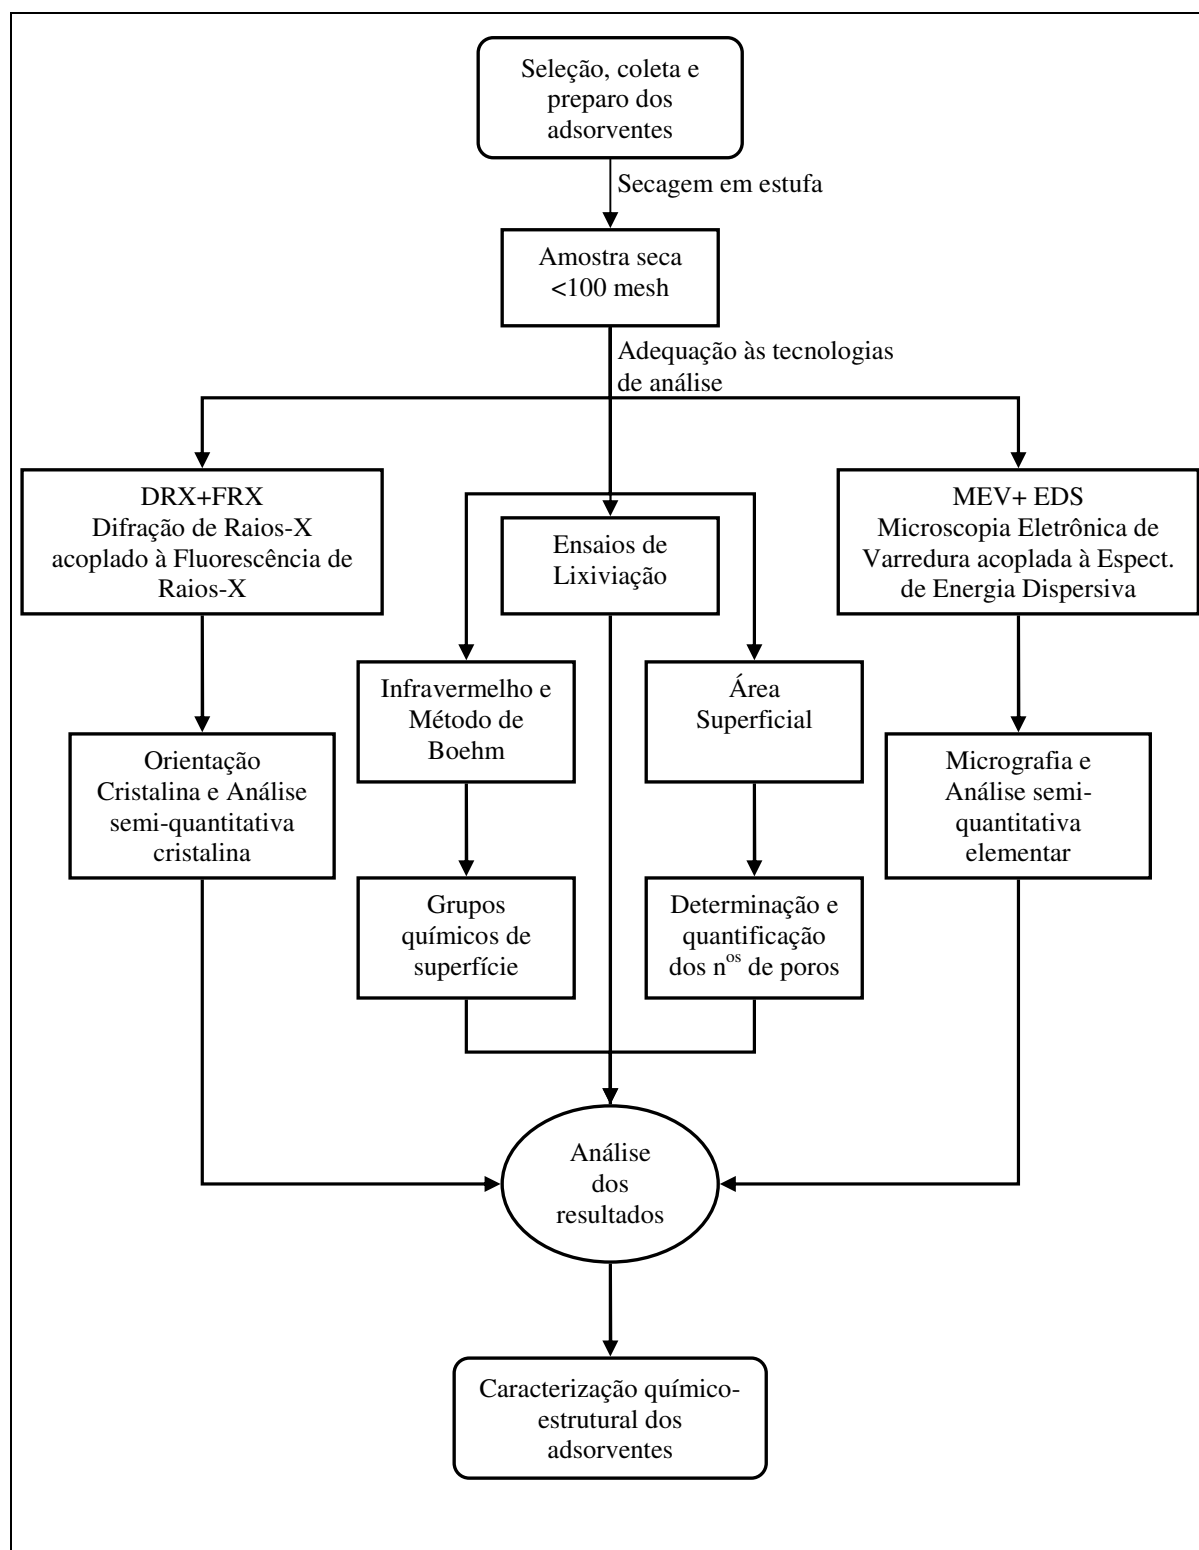 Seleção, coleta e
preparo dos
adsorventes
Secagem em estufa
Amostra seca
<100 mesh
Adequação às tecnologias
de análise
DRX+FRX
Difração de Raios-X
acoplado à Fluorescência de
Raios-X
Ensaios de
Lixiviação
MEV+ EDS
Microscopia Eletrônica de
Varredura acoplada à Espect.
de Energia Dispersiva
Infravermelho e
Método de
Boehm
Área
Superficial
Orientação
Cristalina e Análise
semi-quantitativa
cristalina
Micrografia e
Análise semi-
quantitativa
elementar
Grupos
químicos de
superfície
Determinação e
quantificação
dos nos de poros
Análise
dos
resultados
Caracterização químico-
estrutural dos
adsorventes